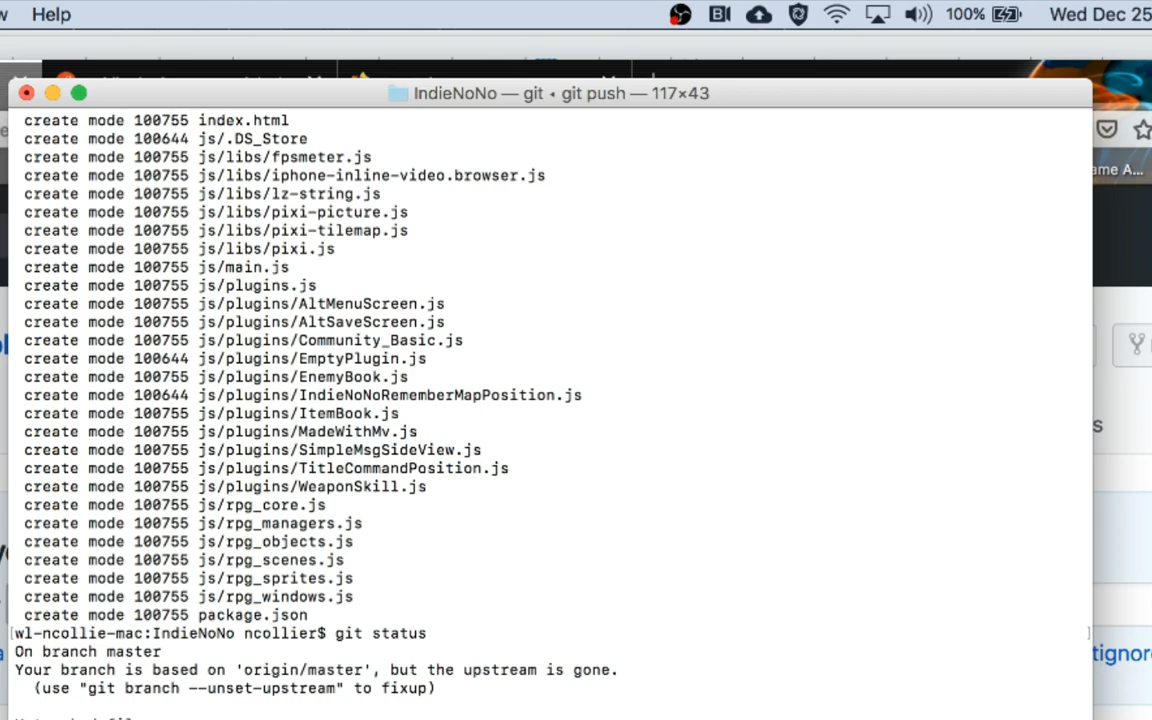 Help
100%
Wed Dec 25
IndieNoNo — git ◂ git push — 117×43
ame A...
create mode 100755 index.html
create mode 100644 js/.DS_Store
create mode 100755 js/libs/fpsmeter.js
create mode 100755 js/libs/iphone-inline-video.browser.js
create mode 100755 js/libs/lz-string.js
create mode 100755 js/libs/pixi-picture.js
create mode 100755 js/libs/pixi-tilemap.js
create mode 100755 js/libs/pixi.js
create mode 100755 js/main.js
create mode 100755 js/plugins.js
create mode 100755 js/plugins/AltMenuScreen.js
create mode 100755 js/plugins/AltSaveScreen.js
create mode 100755 js/plugins/Community_Basic.js
create mode 100644 js/plugins/EmptyPlugin.js
create mode 100755 js/plugins/EnemyBook.js
create mode 100644 js/plugins/IndieNoNoRememberMapPosition.js
create mode 100755 js/plugins/ItemBook.js
create mode 100755 js/plugins/MadeWithMv.js
create mode 100755 js/plugins/SimpleMsgSideView.js
create mode 100755 js/plugins/TitleCommandPosition.js
create mode 100755 js/plugins/WeaponSkill.js
create mode 100755 js/rpg_core.js
create mode 100755 js/rpg_managers.js
create mode 100755 js/rpg_objects.js
create mode 100755 js/rpg_scenes.js
create mode 100755 js/rpg_sprites.js
create mode 100755 js/rpg_windows.js
create mode 100755 package.json
[wl-ncollie-mac:IndieNoNo ncollier$ git status ]
On branch master
Your branch is based on 'origin/master', but the upstream is gone.
(use "git branch --unset-upstream" to fixup)
tignore